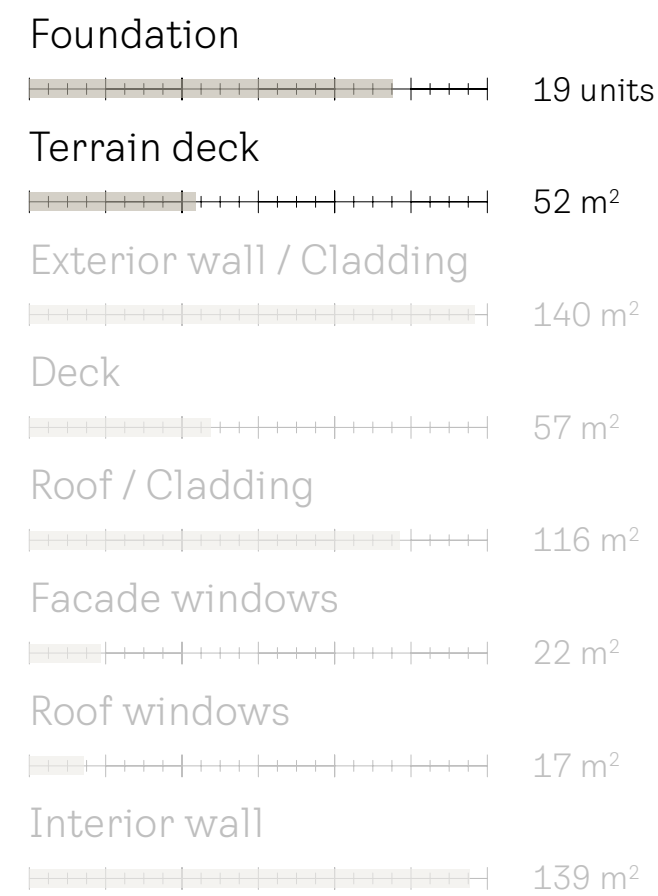 Foundation
19 units
Terrain deck
52 m²
Exterior wall / Cladding
140 m²
Deck
57 m²
Roof / Cladding
116 m²
Facade windows
22 m²
Roof windows
17 m²
Interior wall
139 m²